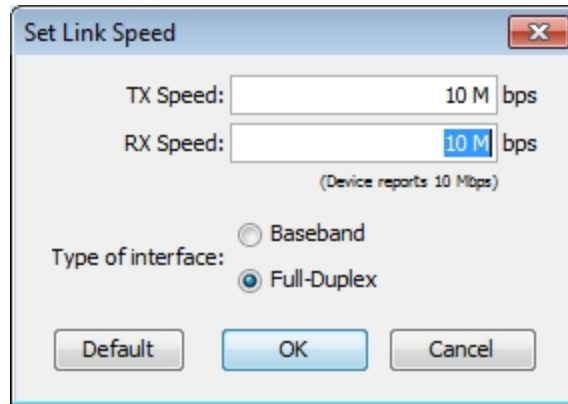 Set Link Speed
TX Speed: 10 M bps
RX Speed: 10 M bps
(Device reports 10 Mbps)
Baseband
Type of interface:
Full-Duplex
Default OK Cancel